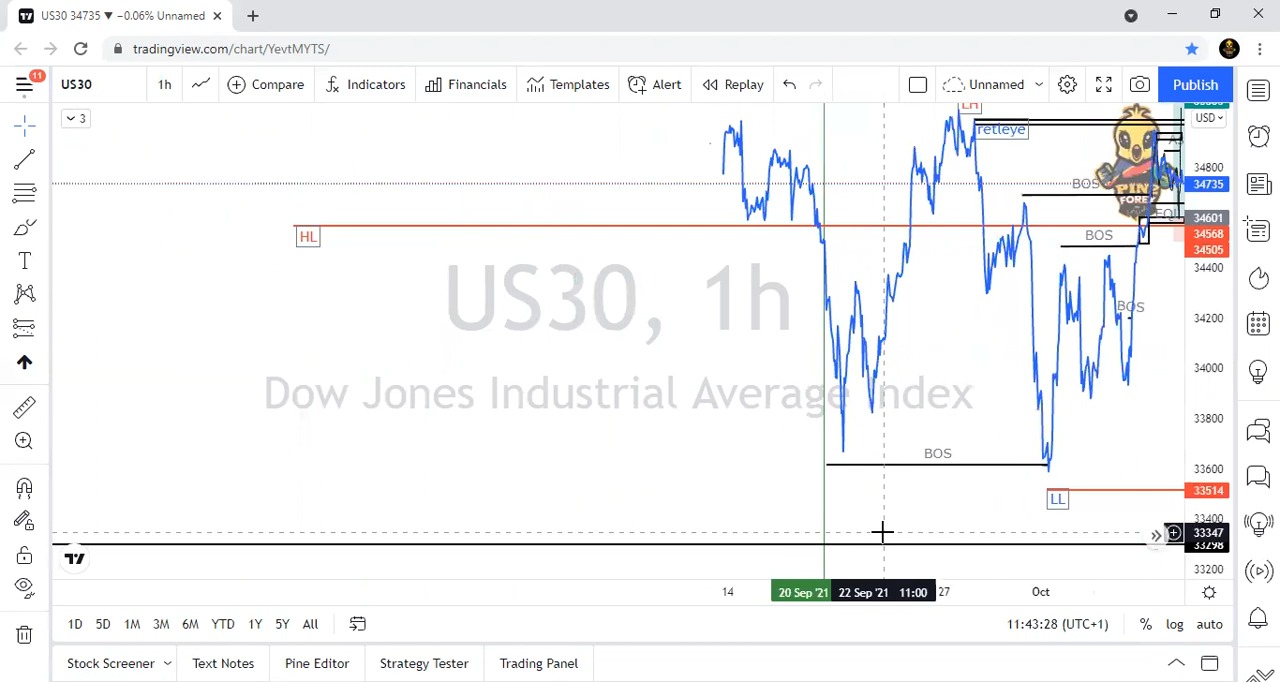 US30 34735 ▼ −0.06% Unnamed
tradingview.com/chart/YevtMYTS/
11
US30 1h Compare Indicators Financials Templates Alert Replay Unnamed Publish
3
USD
LH
retleye
34800
BOS
34735
PINE
FOREX
34601
HL
BOS
34568
34505
34400
US30, 1h
BOS
34200
34000
Dow Jones Industrial Average Index
33800
BOS
33600
LL
33514
33400
33347
33298
33200
14 20 Sep '21 22 Sep '21 11:00 27 Oct
1D 5D 1M 3M 6M YTD 1Y 5Y All 11:43:28 (UTC+1) % log auto
Stock Screener Text Notes Pine Editor Strategy Tester Trading Panel